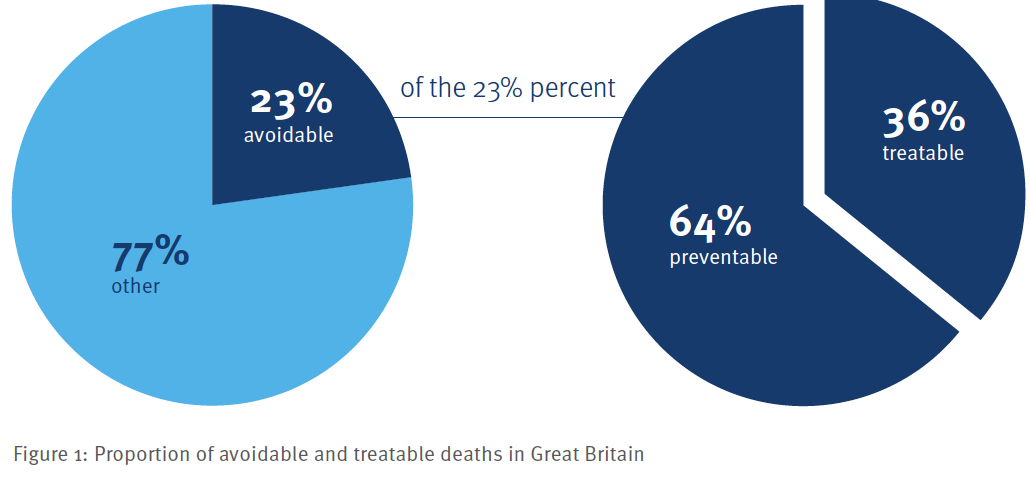 23%
avoidable
77%
other
of the 23% percent
36%
treatable
64%
preventable
Figure 1: Proportion of avoidable and treatable deaths in Great Britain